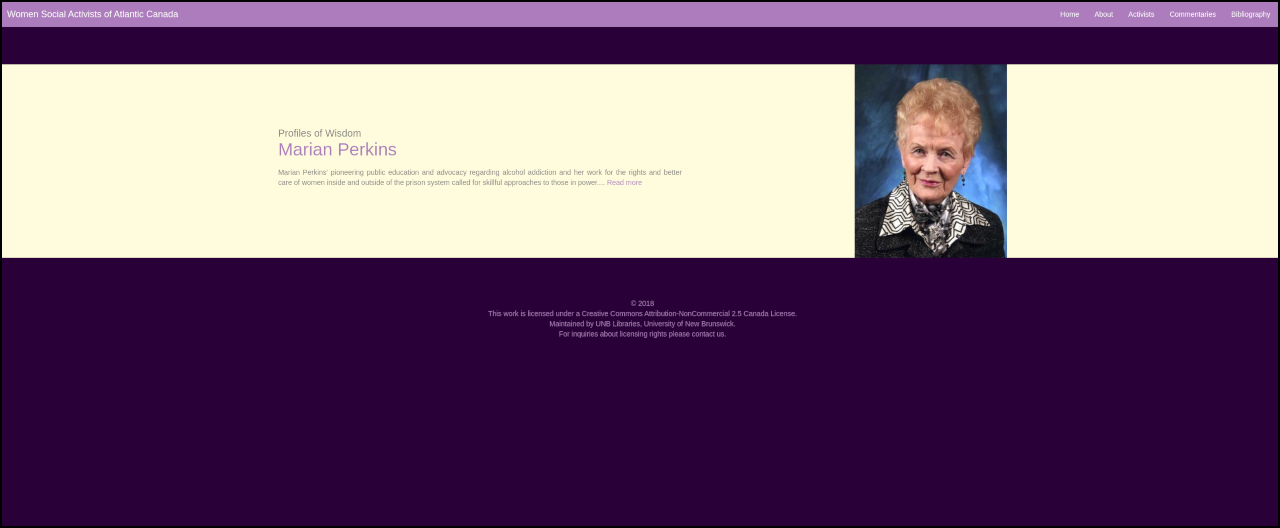 Women Social Activists of Atlantic Canada
Home About Activists Commentaries Bibliography
Profiles of Wisdom
Marian Perkins
Marian Perkins' pioneering public education and advocacy regarding alcohol addiction and her work for the rights and better
care of women inside and outside of the prison system called for skillful approaches to those in power.... Read more
© 2018
This work is licensed under a Creative Commons Attribution-NonCommercial 2.5 Canada License.
Maintained by UNB Libraries, University of New Brunswick.
For inquiries about licensing rights please contact us.